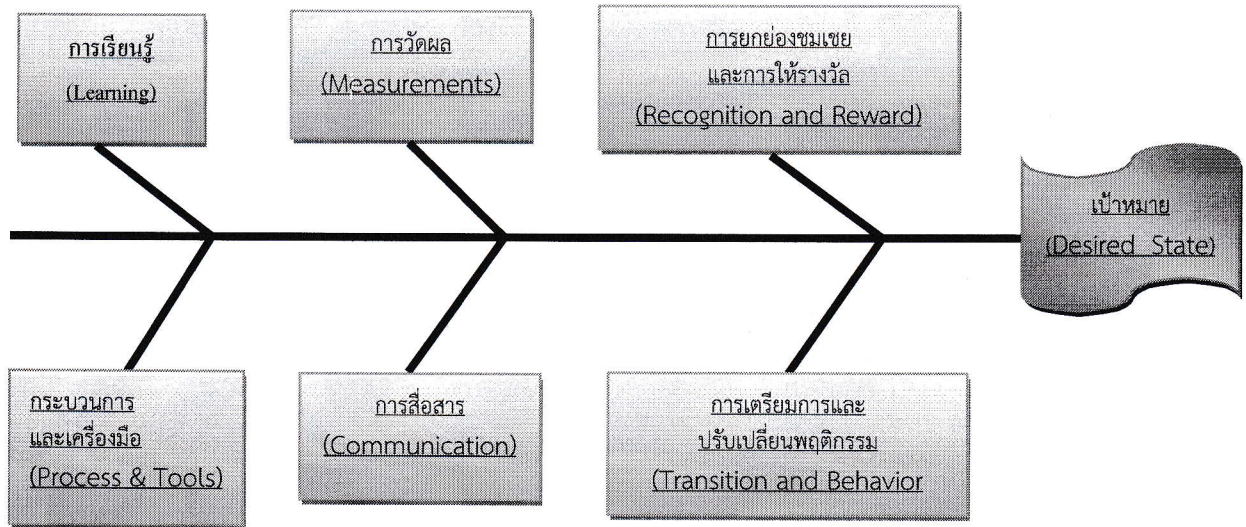 การเรียนรู้
(Learning)
การวัดผล
(Measurements)
การยกย่องชมเชย
และการให้รางวัล
(Recognition and Reward)
เป้าหมาย
(Desired State)
กระบวนการ
และเครื่องมือ
(Process & Tools)
การสื่อสาร
(Communication)
การเตรียมการและ
ปรับเปลี่ยนพฤติกรรม
(Transition and Behavior